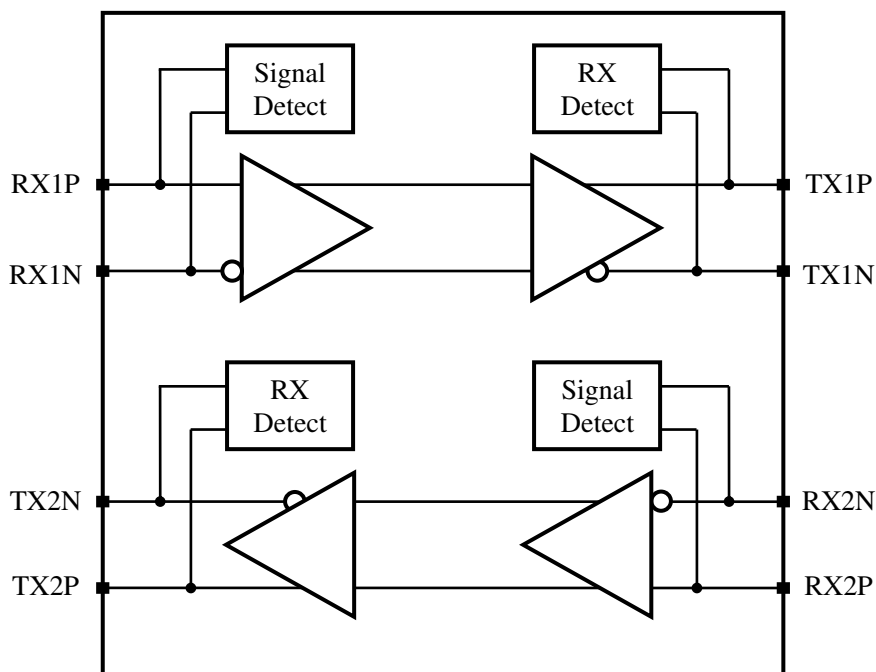 Signal
Detect
RX
Detect
RX1P
TX1P
RX1N
TX1N
RX
Detect
Signal
Detect
TX2N
RX2N
TX2P
RX2P